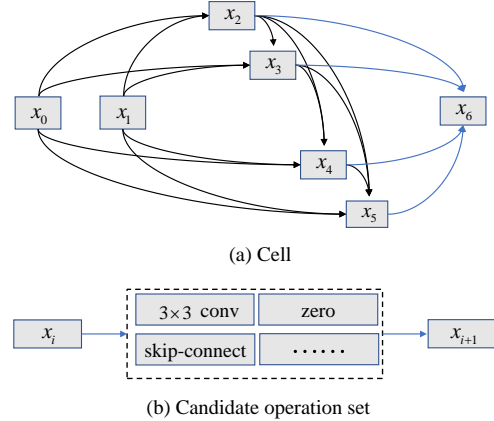 x₂
x₃
x₀ x₁ x₆
x₄
x₅
(a) Cell
3×3 conv zero
xᵢ xᵢ₊₁
skip-connect ······
(b) Candidate operation set